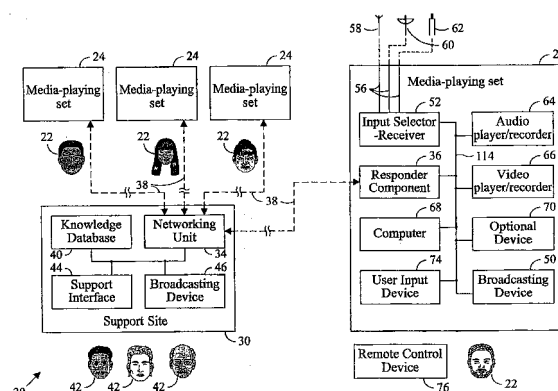 24 24 24
Media-playing set Media-playing set Media-playing set
22 22 22
38 38
Knowledge Database
40
Networking Unit
34
44
Support Interface
46
Broadcasting Device
Support Site
30
42 42 42
58 60 62
Media-playing set
56 52
Input Selector -Receiver
64
Audio player/recorder
36 114
Responder Component
66
Video player/recorder
68
Computer
70
Optional Device
74
User Input Device
50
Broadcasting Device
Remote Control Device
76
22